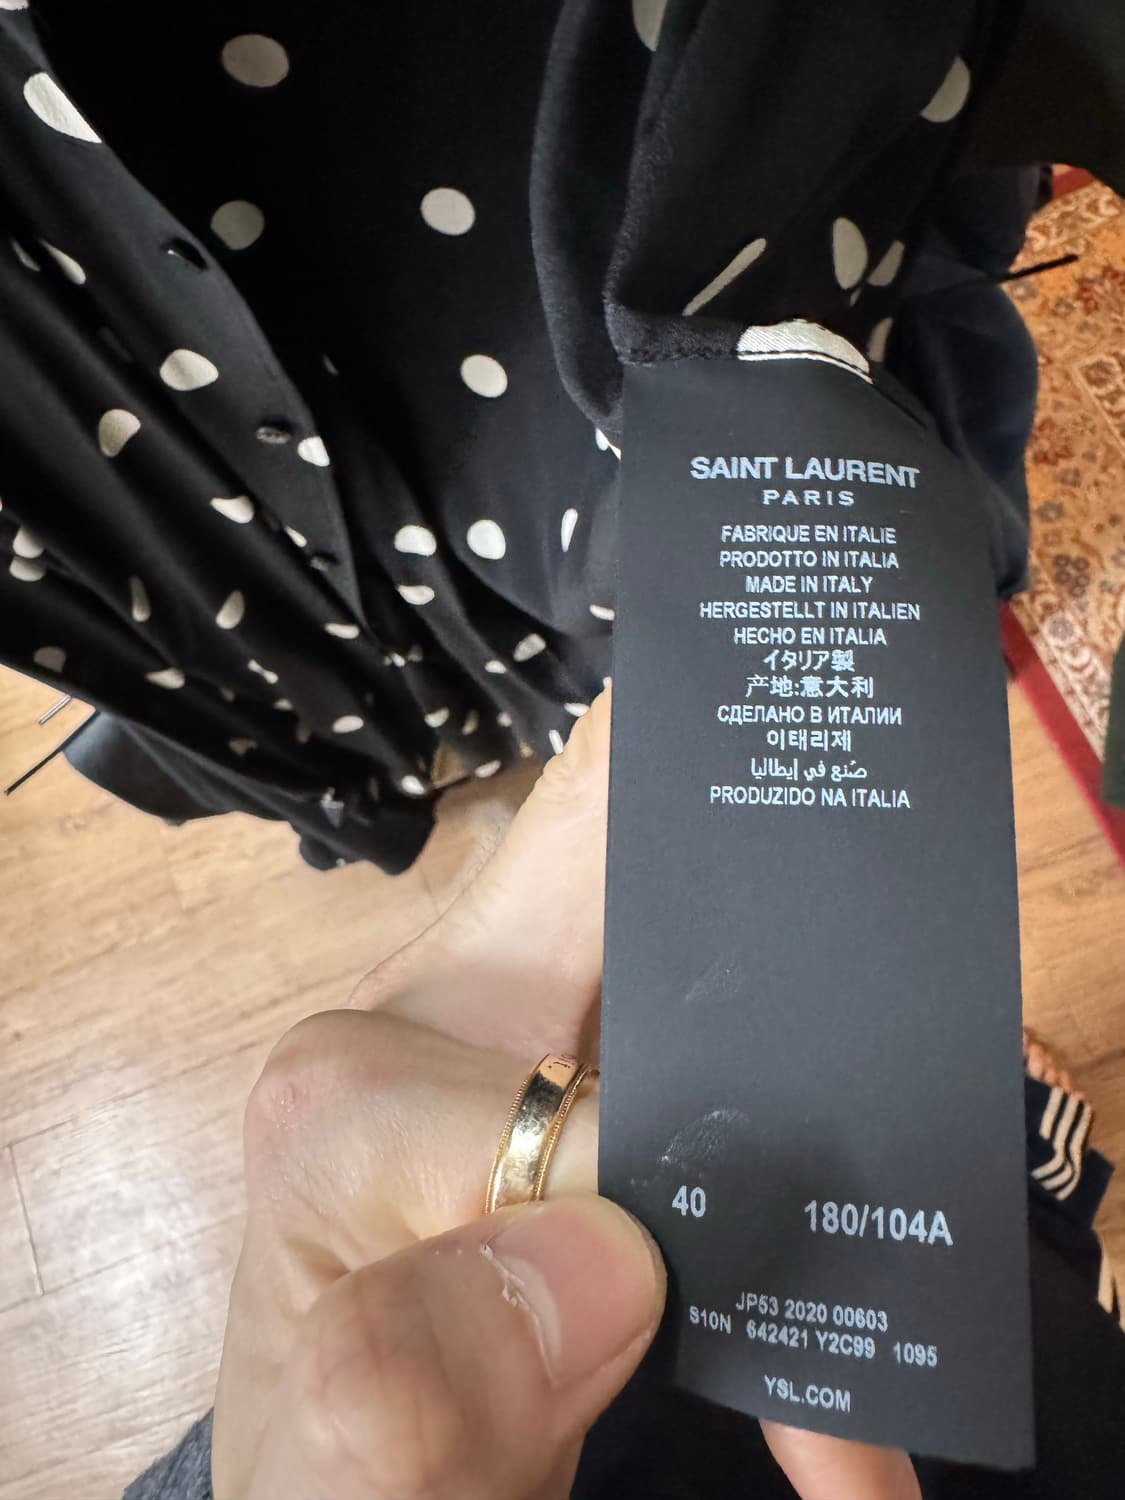 SAINT LAURENT
PARIS
FABRIQUE EN ITALIE
PRODOTTO IN ITALIA
MADE IN ITALY
HERGESTELLT IN ITALIEN
HECHO EN ITALIA
イタリア製
产地:意大利
СДЕЛАНО В ИТАЛИИ
이태리제
صُنع في إيطاليا
PRODUZIDO NA ITALIA
40 180/104A
JP53 2020 00603
S10N 642421 Y2C99 1095
YSL.COM